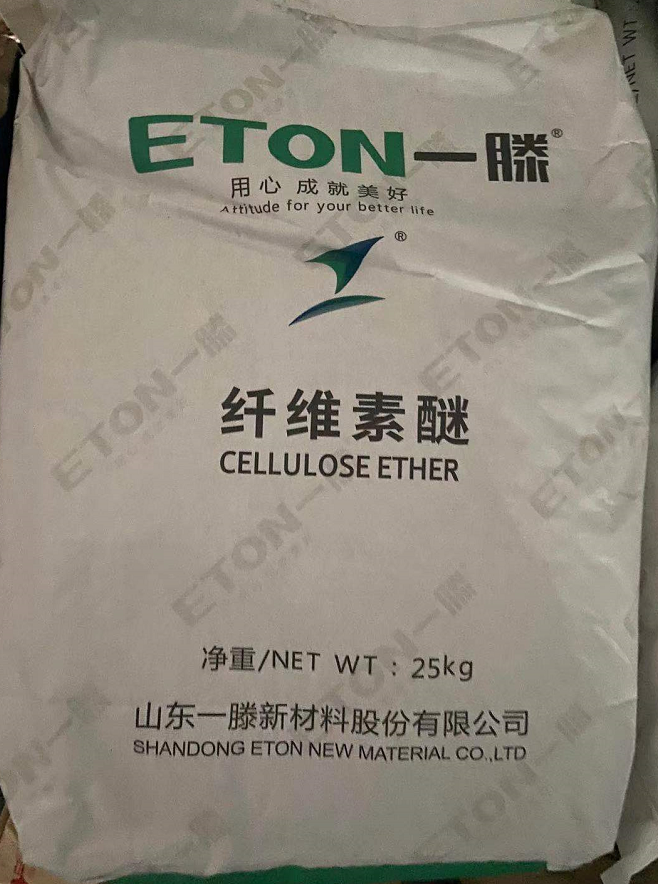 ETON一滕®
用心 成就美好
Attitude for your better life
®
纤维素醚
CELLULOSE ETHER
净重/NET WT : 25kg
山东一滕新材料股份有限公司
SHANDONG ETON NEW MATERIAL CO.,LTD